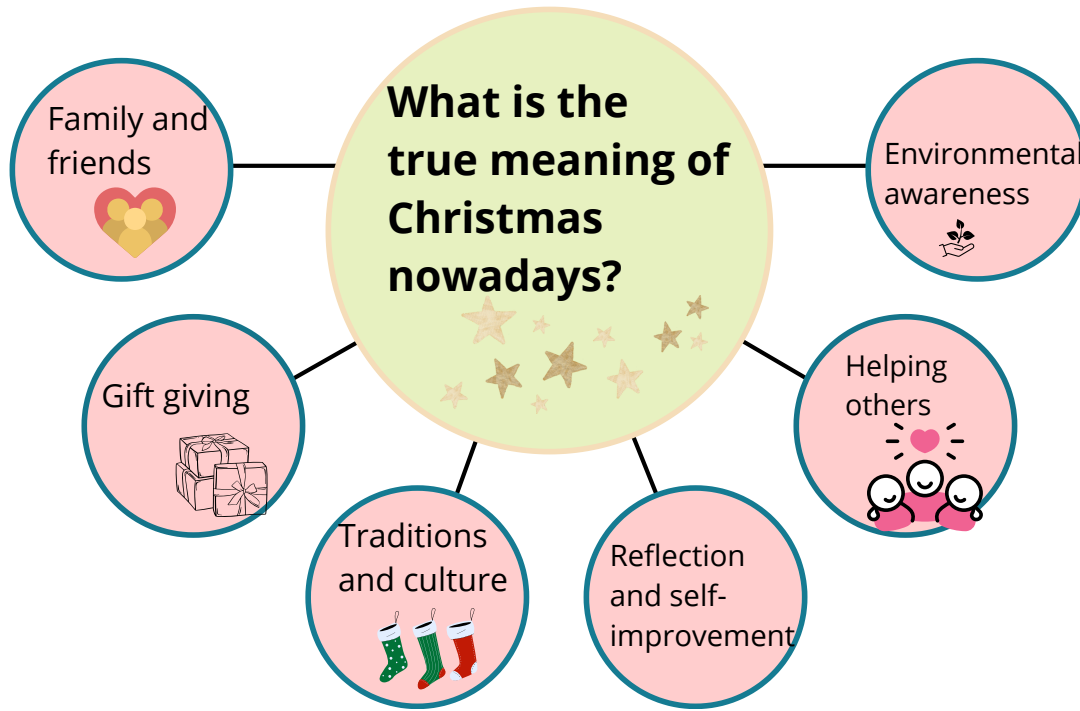 What is the
true meaning of
Christmas
nowadays?
Family and
friends
Gift giving
Traditions
and culture
Reflection
and self-
improvement
Helping
others
Environmental
awareness